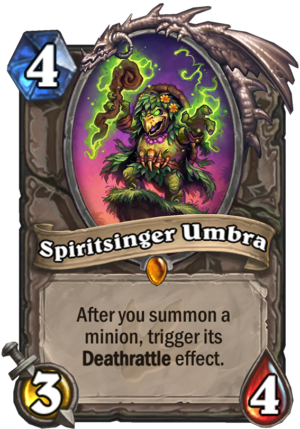 4
Spiritsinger Umbra
After you summon a
minion, trigger its
Deathrattle effect.
3
4